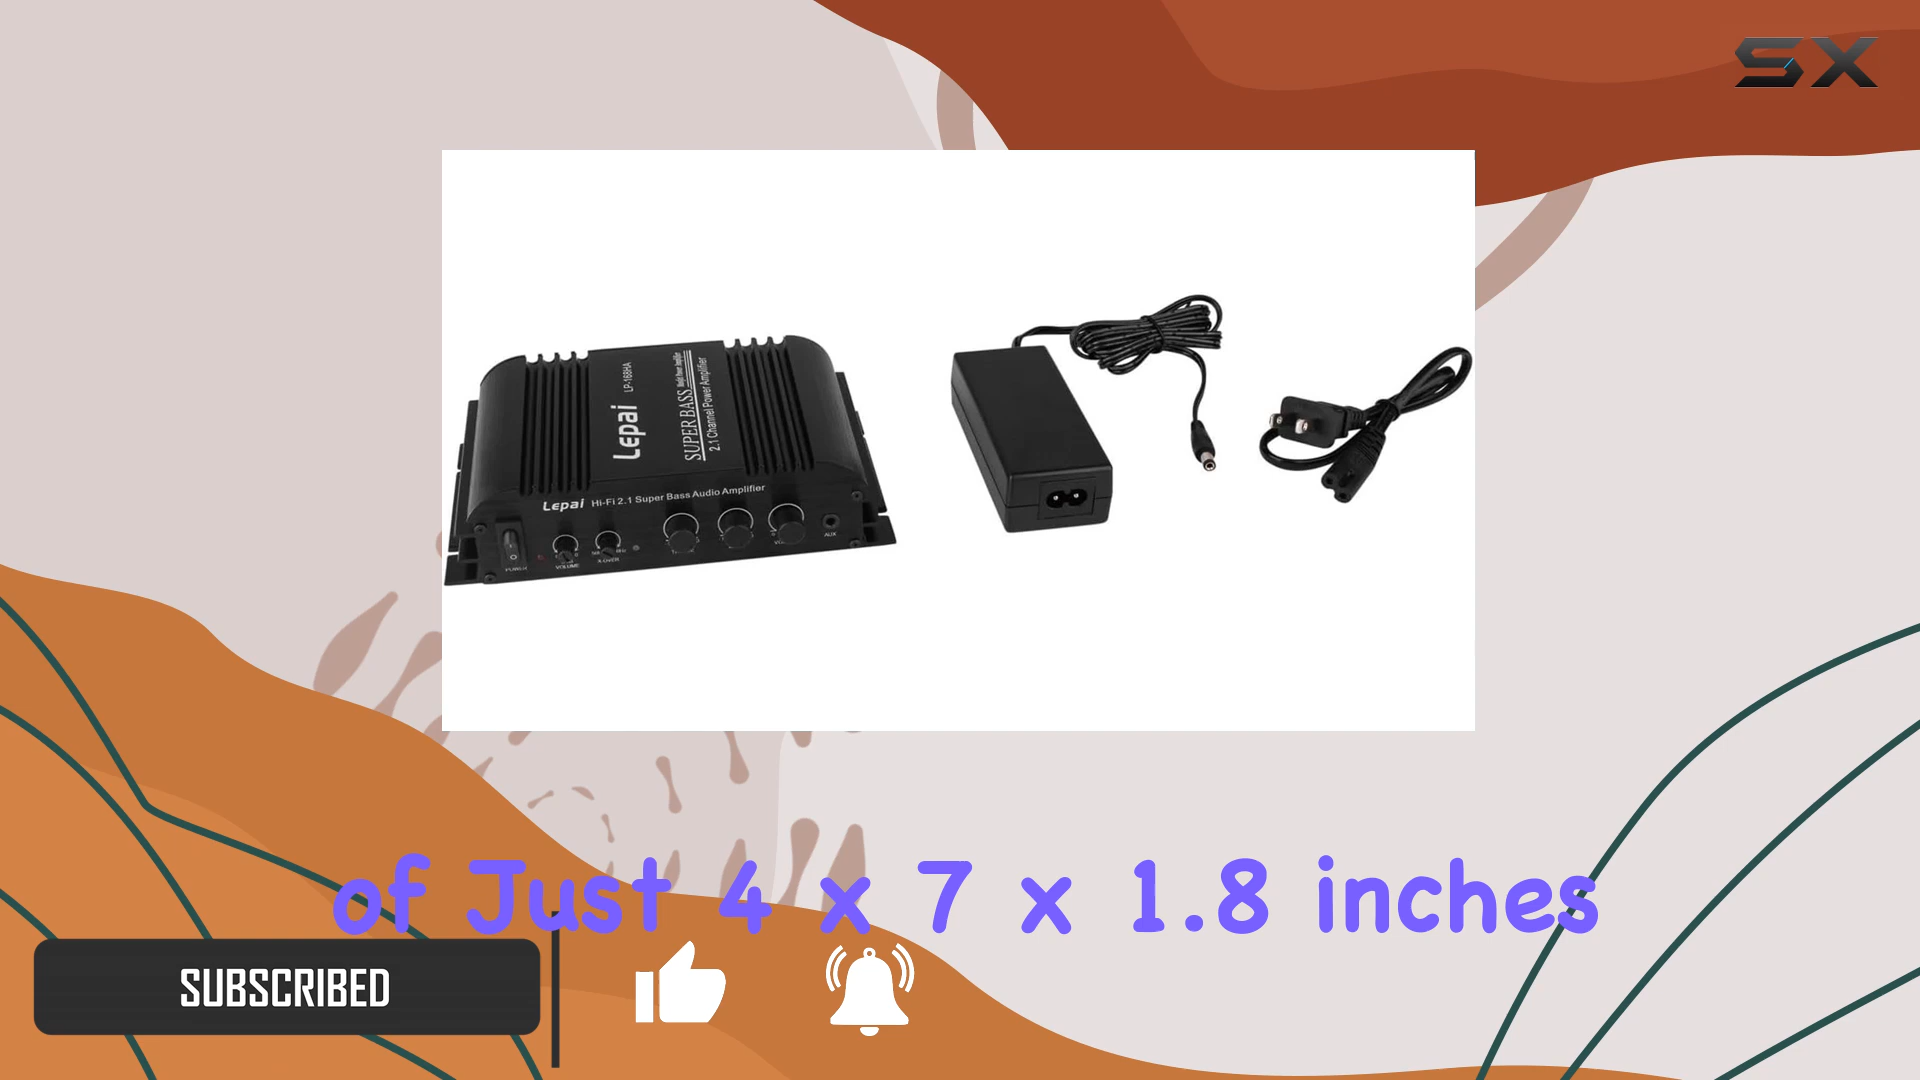 SX
Lepai LP-168HA
SUPER BASS
2.1 Channel Power Amplifier
Lepai Hi-Fi 2.1 Super Bass Audio Amplifier
POWER
VOLUME
AUX
of Just 4 x 7 x 1.8 inches
SUBSCRIBED